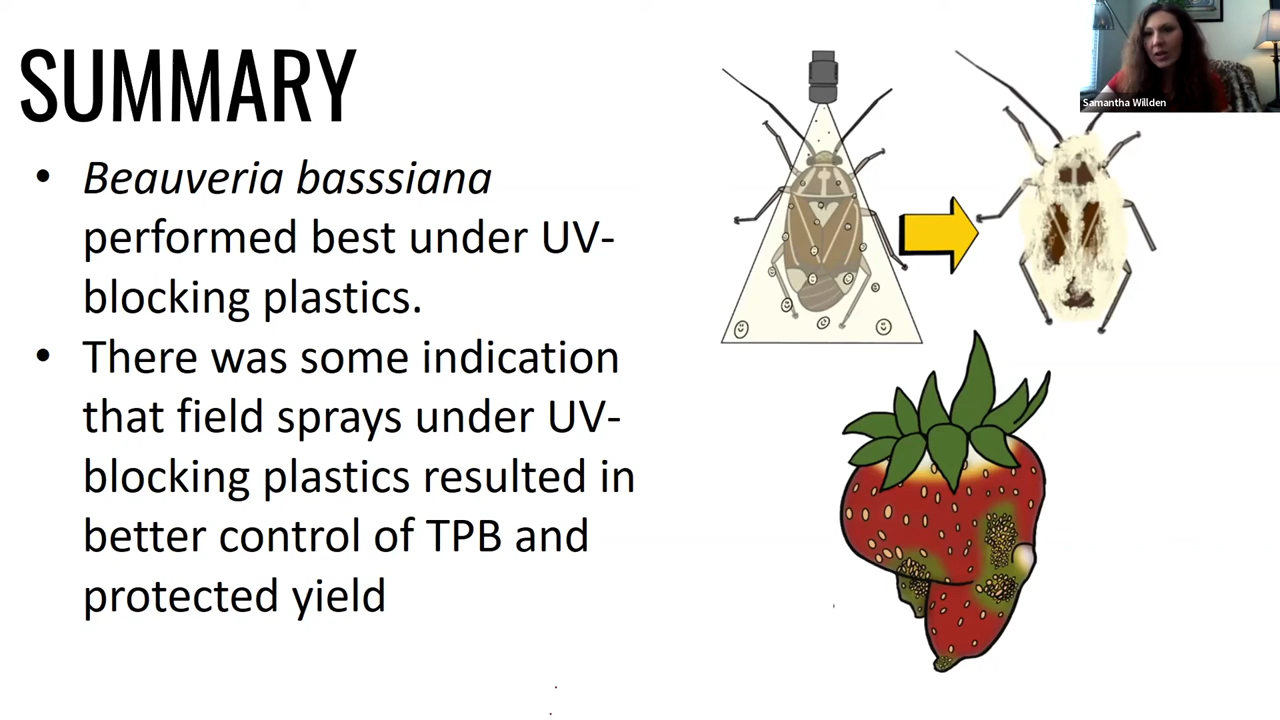 SUMMARY
• Beauveria basssiana
performed best under UV-
blocking plastics.
• There was some indication
that field sprays under UV-
blocking plastics resulted in
better control of TPB and
protected yield
Samantha Willden